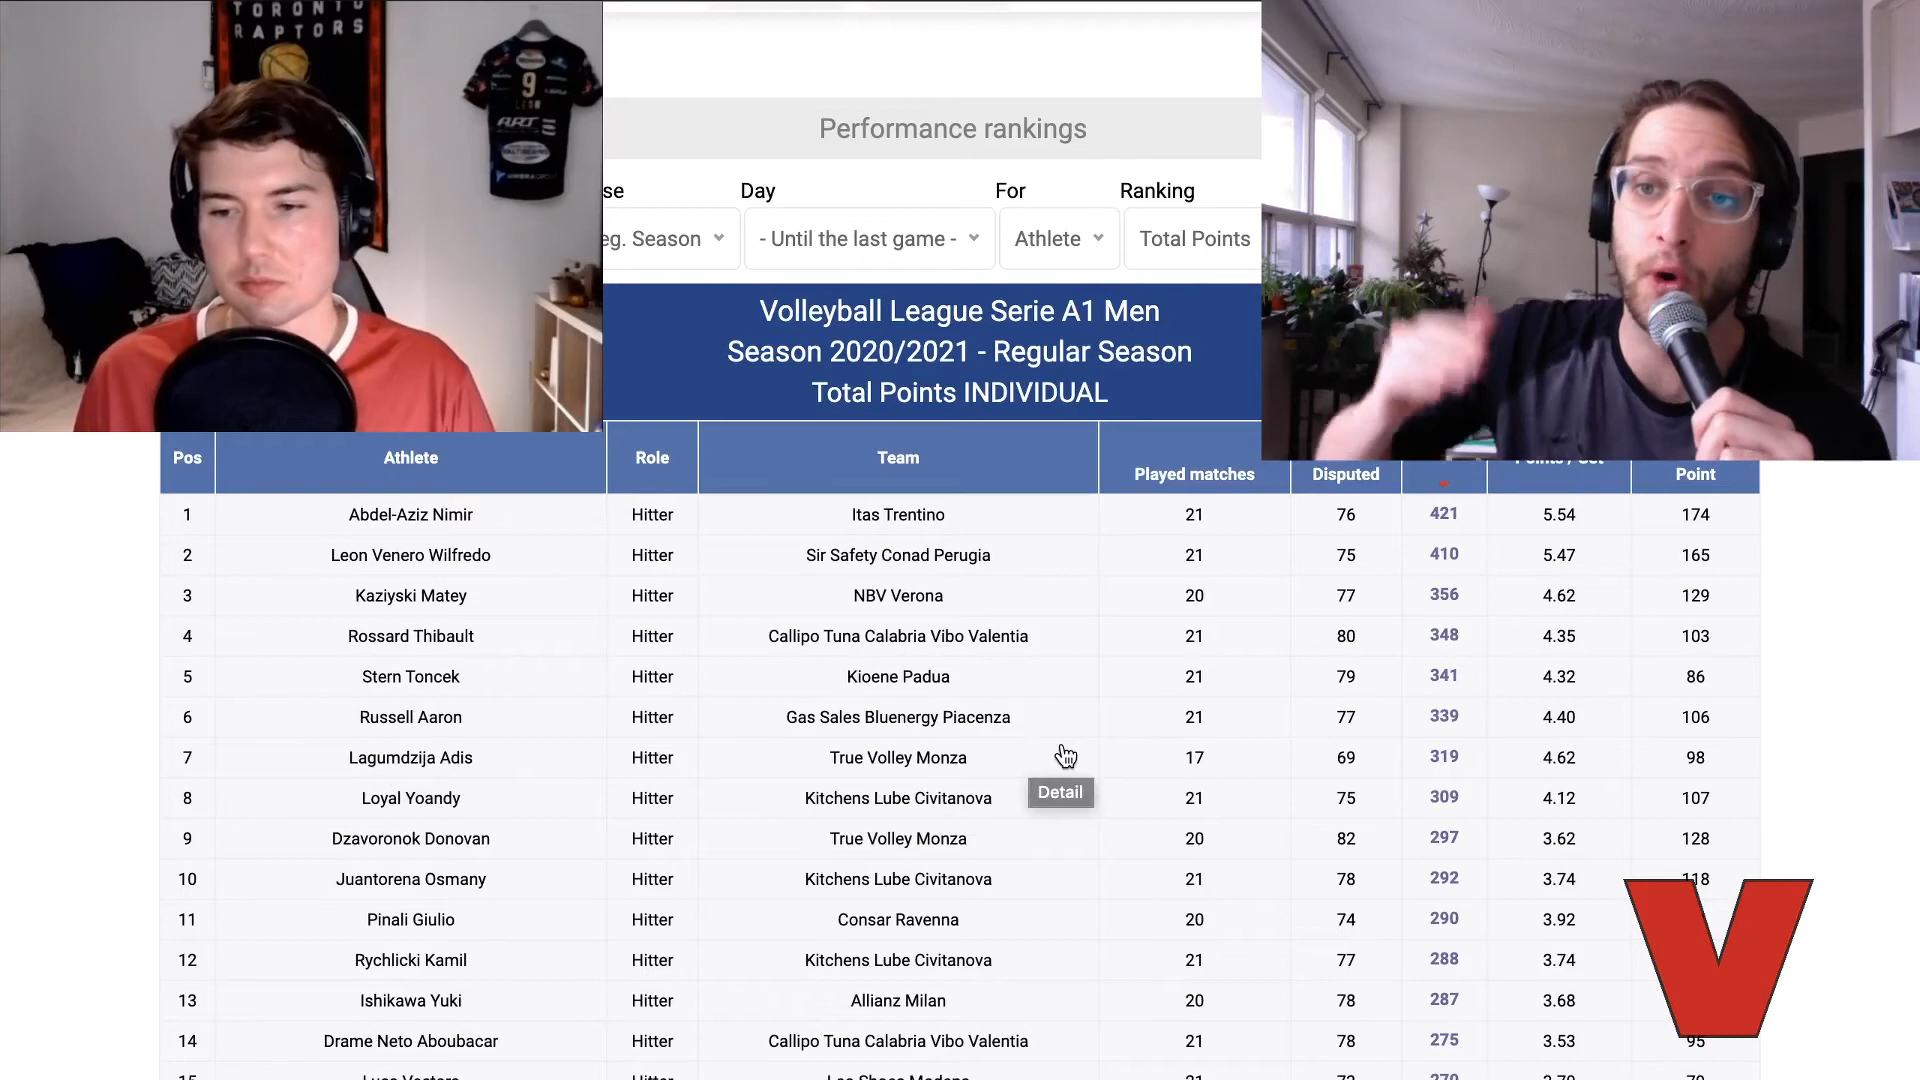 TORONTO
RAPTORS
9
LEON
ART
Performance rankings
se Day For Ranking
eg. Season - Until the last game - Athlete Total Points
Volleyball League Serie A1 Men
Season 2020/2021 - Regular Season
Total Points INDIVIDUAL
Pos Athlete Role Team Played matches Disputed Points / Set Point
1 Abdel-Aziz Nimir Hitter Itas Trentino 21 76 421 5.54 174
2 Leon Venero Wilfredo Hitter Sir Safety Conad Perugia 21 75 410 5.47 165
3 Kaziyski Matey Hitter NBV Verona 20 77 356 4.62 129
4 Rossard Thibault Hitter Callipo Tuna Calabria Vibo Valentia 21 80 348 4.35 103
5 Stern Toncek Hitter Kioene Padua 21 79 341 4.32 86
6 Russell Aaron Hitter Gas Sales Bluenergy Piacenza 21 77 339 4.40 106
7 Lagumdzija Adis Hitter True Volley Monza 17 69 319 4.62 98
Detail
8 Loyal Yoandy Hitter Kitchens Lube Civitanova 21 75 309 4.12 107
9 Dzavoronok Donovan Hitter True Volley Monza 20 82 297 3.62 128
10 Juantorena Osmany Hitter Kitchens Lube Civitanova 21 78 292 3.74 118
11 Pinali Giulio Hitter Consar Ravenna 20 74 290 3.92
12 Rychlicki Kamil Hitter Kitchens Lube Civitanova 21 77 288 3.74
13 Ishikawa Yuki Hitter Allianz Milan 20 78 287 3.68
14 Drame Neto Aboubacar Hitter Callipo Tuna Calabria Vibo Valentia 21 78 275 3.53 95
V